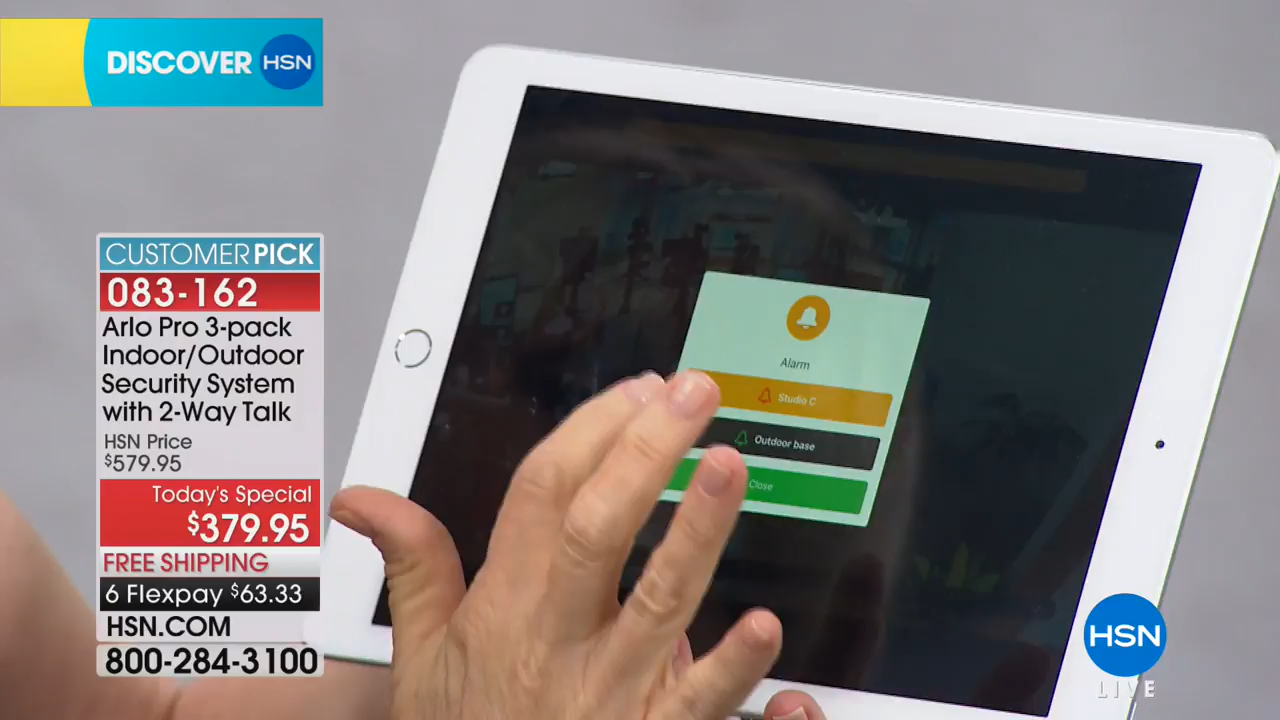 DISCOVER HSN
CUSTOMER PICK
083-162
Arlo Pro 3-pack
Indoor/Outdoor
Security System
with 2-Way Talk
HSN Price
$579.95
Today's Special
$379.95
FREE SHIPPING
6 Flexpay $63.33
HSN.COM
800-284-3100
Alarm
Studio C
Outdoor base
Close
HSN
LIVE